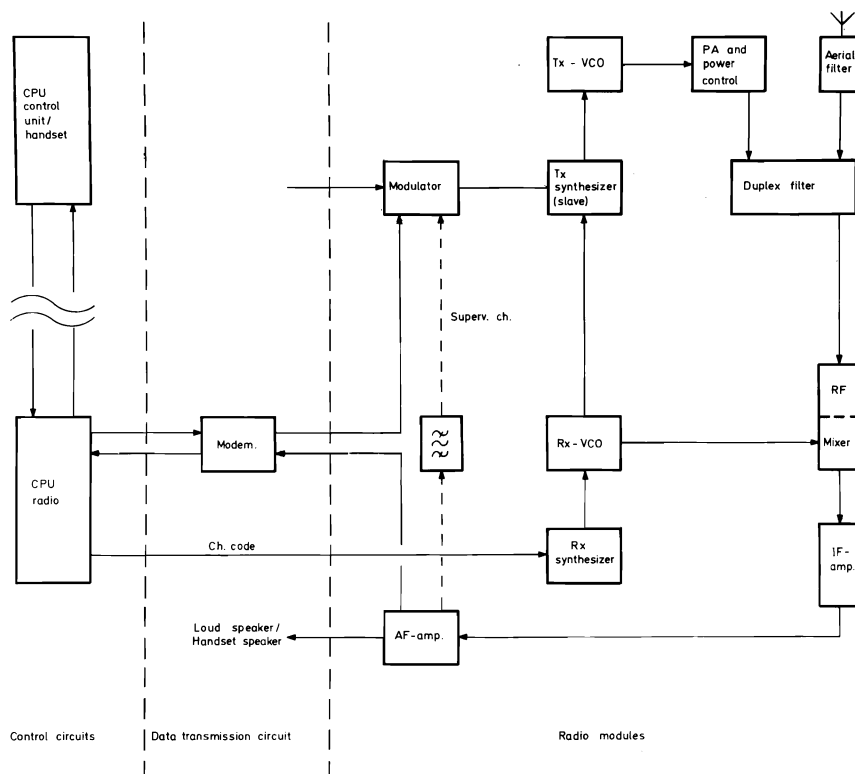 CPU
control
unit/
handset
Tx - VCO
PA and
power
control
Aerial
filter
Modulator
Tx
synthesizer
(slave)
Duplex filter
Superv. ch.
RF
Mixer
Modem.
Rx-VCO
CPU
radio
Ch. code
Rx
synthesizer
IF-
amp.
Loud speaker/
Handset speaker
AF-amp.
Control circuits
Data transmission circuit
Radio modules